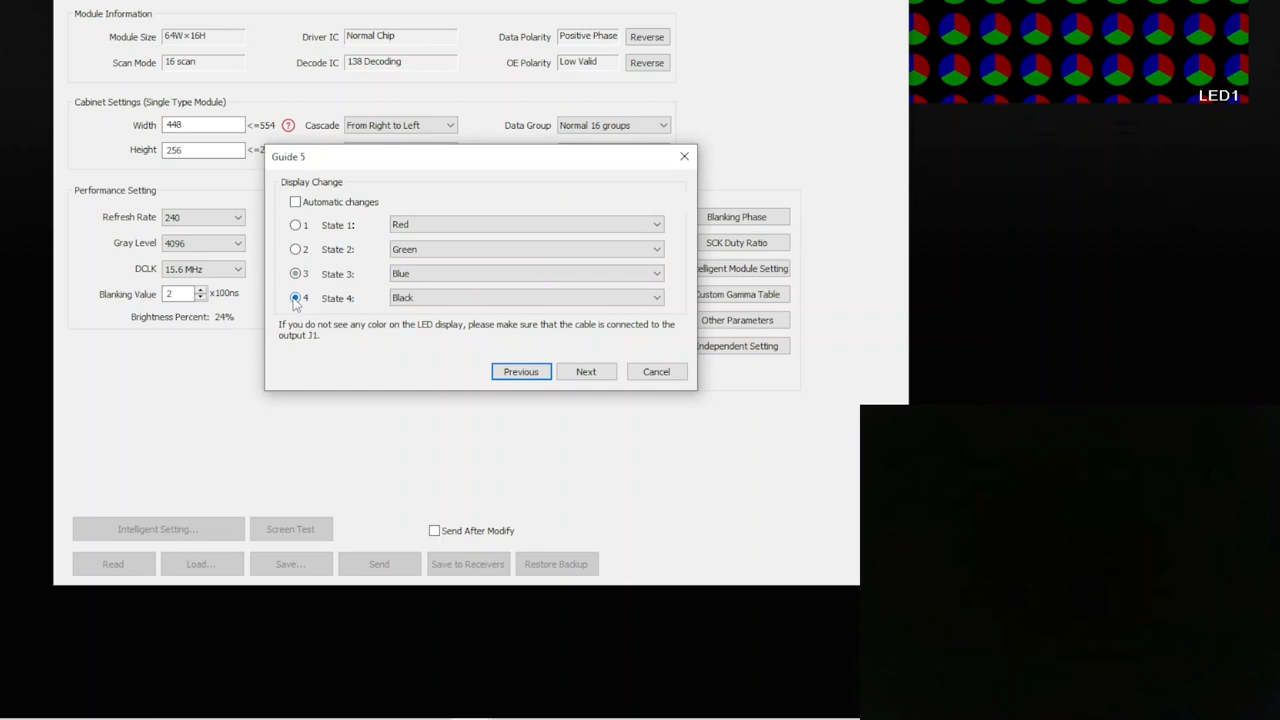 Module Information
Module Size 64W×16H Driver IC Normal Chip Data Polarity Positive Phase Reverse
Scan Mode 16 scan Decode IC 138 Decoding OE Polarity Low Valid Reverse
LED1
Cabinet Settings (Single Type Module)
Width 448 <=554 ? Cascade From Right to Left Data Group Normal 16 groups
Height 256 <=2
Guide 5
Display Change
Automatic changes
1 State 1: Red
2 State 2: Green
3 State 3: Blue
4 State 4: Black
If you do not see any color on the LED display, please make sure that the cable is connected to the
output J1.
Previous Next Cancel
Performance Setting
Refresh Rate 240
Gray Level 4096
DCLK 15.6 MHz
Blanking Value 2 x100ns
Brightness Percent: 24%
Blanking Phase
SCK Duty Ratio
telligent Module Setting
Custom Gamma Table
Other Parameters
Independent Setting
Intelligent Setting... Screen Test Send After Modify
Read Load... Save... Send Save to Receivers Restore Backup